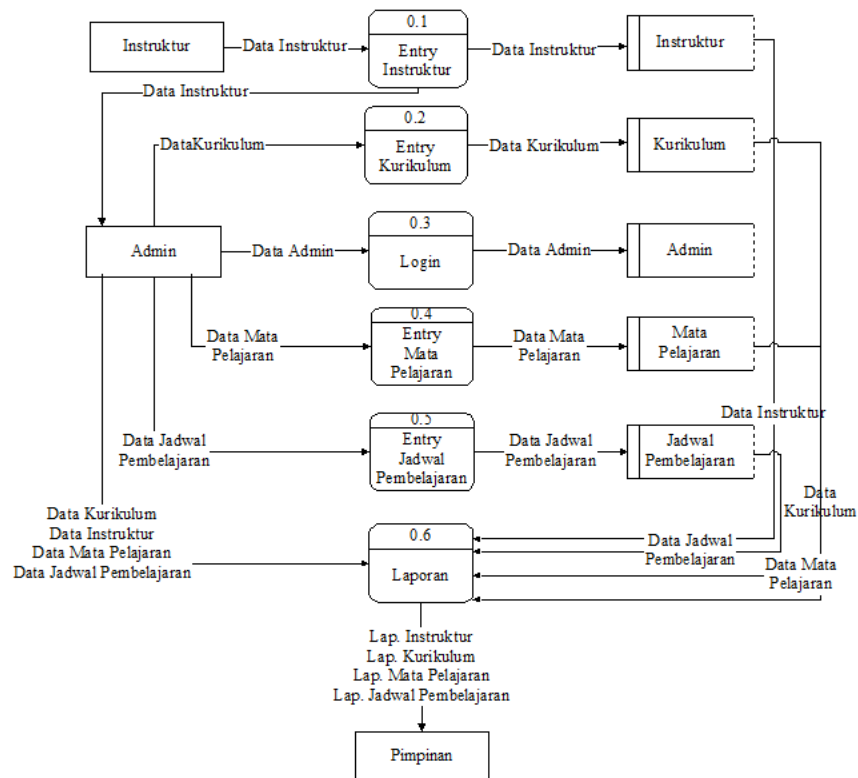 0.1
Instruktur
Data Instruktur
Entry
Instruktur
Data Instruktur
Instruktur
Data Instruktur
0.2
DataKurikulum
Entry
Kurikulum
Data Kurikulum
Kurikulum
0.3
Admin
Data Admin
Login
Data Admin
Admin
0.4
Data Mata
Pelajaran
Entry
Mata
Pelajaran
Data Mata
Pelajaran
Mata
Pelajaran
Data Instruktur
0.5
Data Jadwal
Pembelajaran
Entry
Jadwal
Pembelajaran
Data Jadwal
Pembelajaran
Jadwal
Pembelajaran
Data
Kurikulum
Data Kurikulum
Data Instruktur
Data Mata Pelajaran
Data Jadwal Pembelajaran
0.6
Laporan
Data Jadwal
Pembelajaran
Data Mata
Pelajaran
Lap. Instruktur
Lap. Kurikulum
Lap. Mata Pelajaran
Lap. Jadwal Pembelajaran
Pimpinan